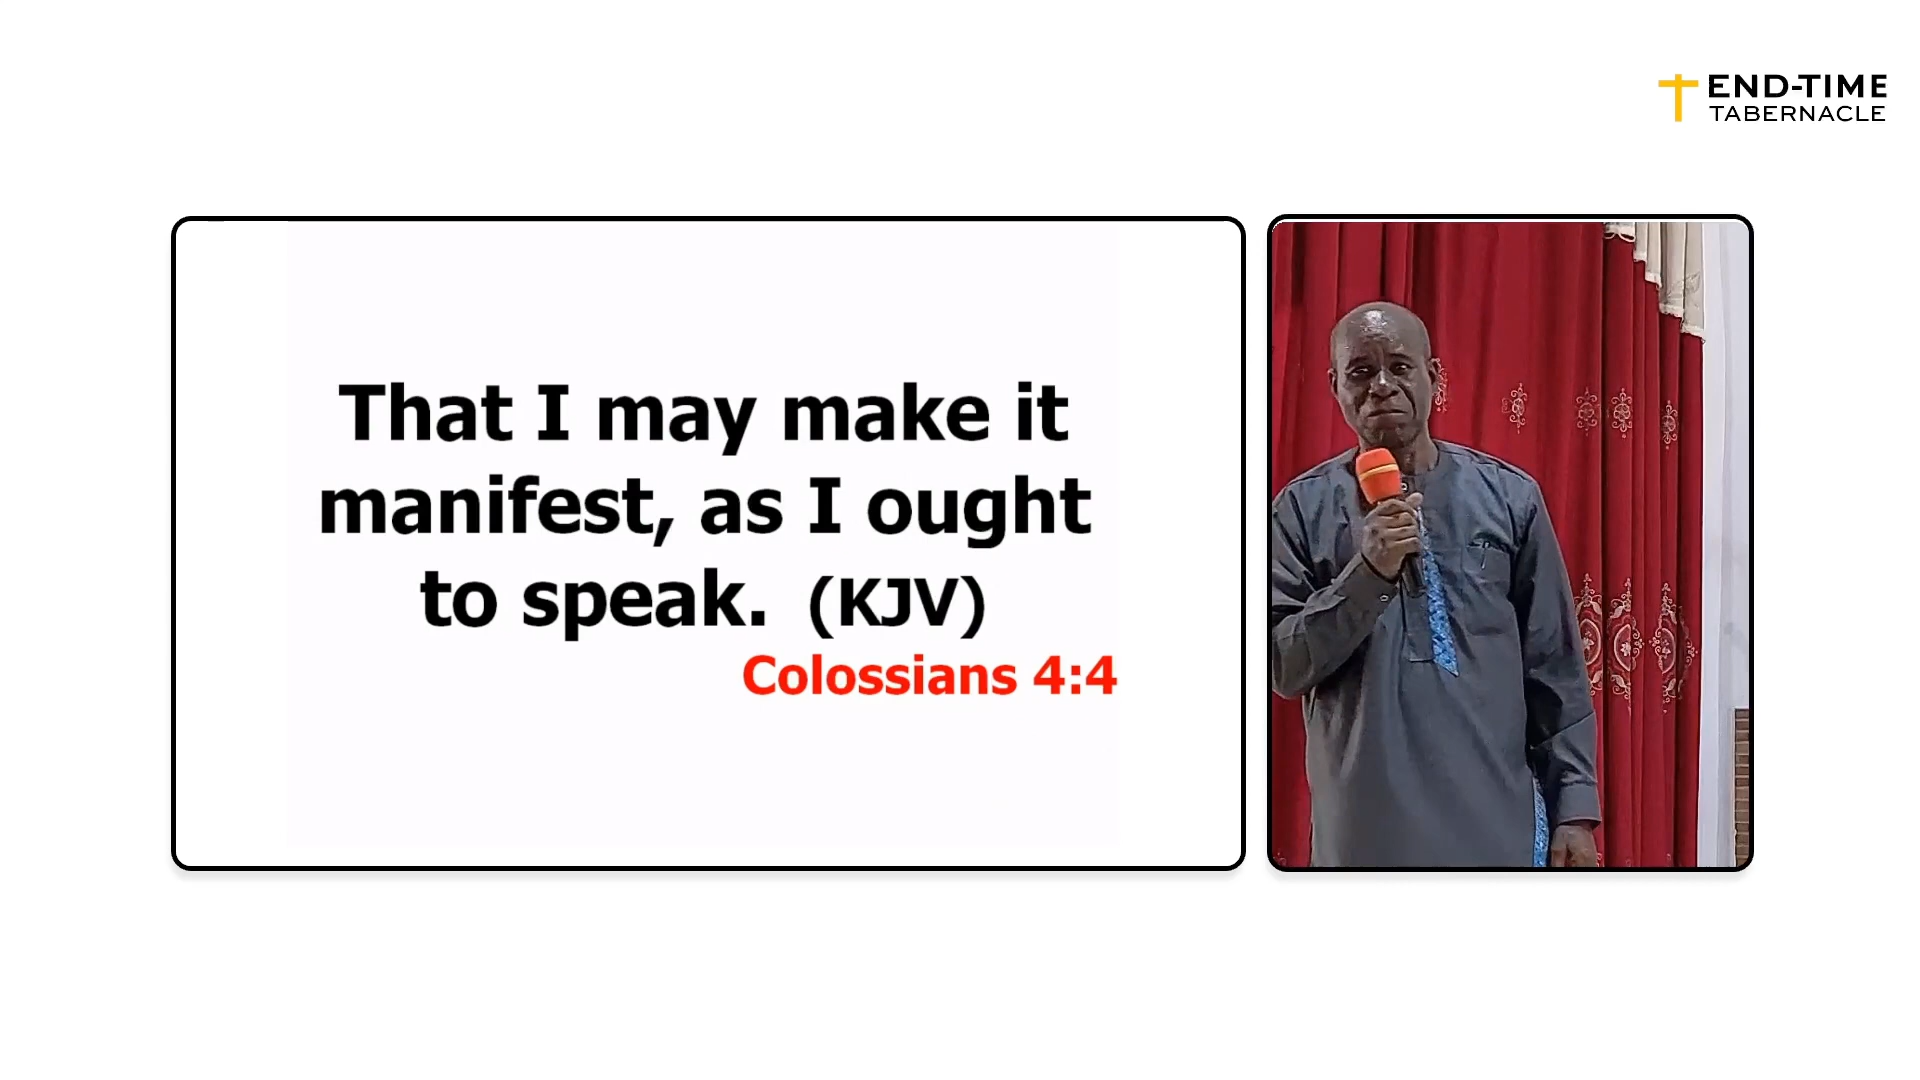 END-TIME
TABERNACLE
That I may make it
manifest, as I ought
to speak. (KJV)
Colossians 4:4